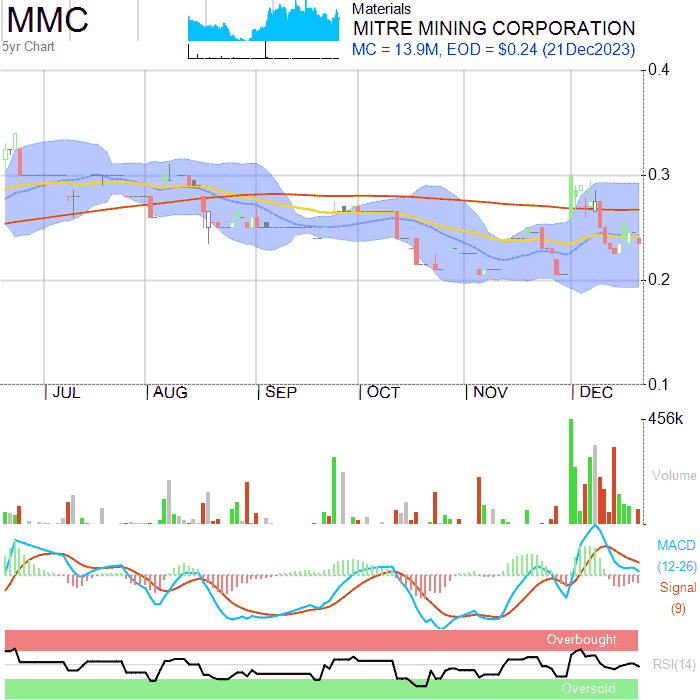 MMC
5yr Chart
Materials
MITRE MINING CORPORATION
MC = 13.9M, EOD = $0.24 (21Dec2023)
0.4
0.3
0.2
0.1
JUL AUG SEP OCT NOV DEC
456k
Volume
MACD
(12-26)
Signal
(9)
Overbought
RSI(14)
Oversold